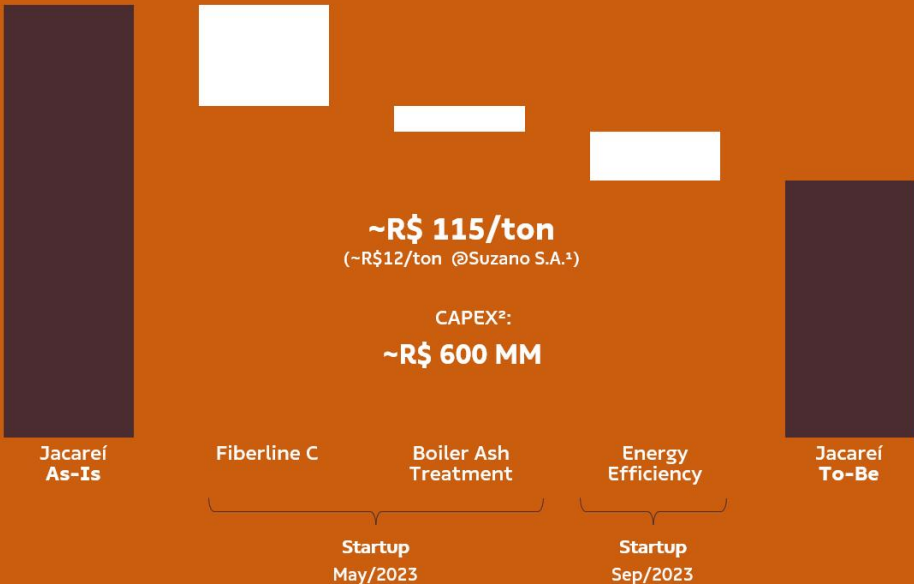 ~R$ 115/ton
(~R$12/ton @Suzano S.A.¹)
CAPEX²:
~R$ 600 MM
Jacareí
As-Is
Fiberline C
Boiler Ash
Treatment
Energy
Efficiency
Jacareí
To-Be
Startup
May/2023
Startup
Sep/2023